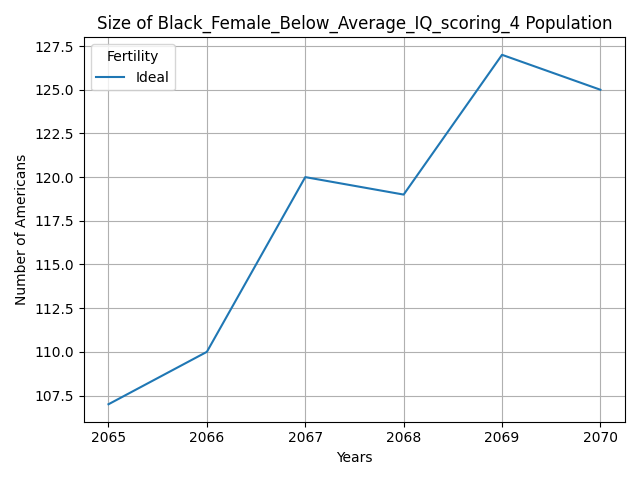 Size of Black_Female_Below_Average_IQ_scoring_4 Population
Fertility
Ideal
Number of Americans
127.5
125.0
122.5
120.0
117.5
115.0
112.5
110.0
107.5
2065 2066 2067 2068 2069 2070
Years